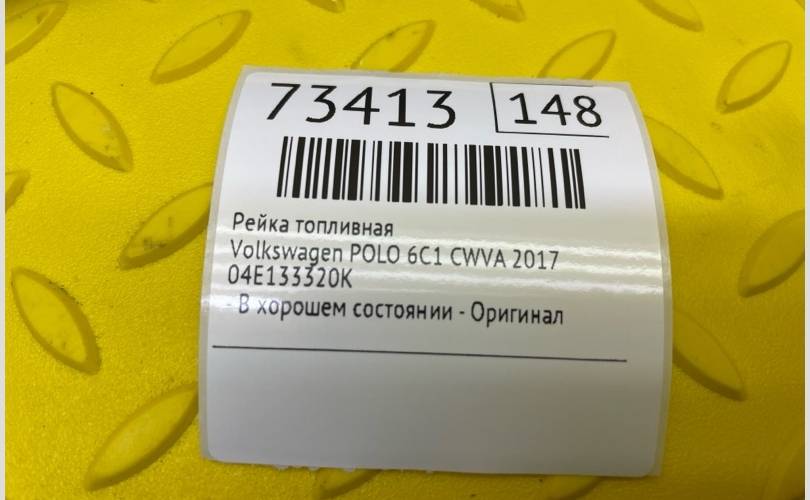 73413 148
Рейка топливная
Volkswagen POLO 6C1 CWVA 2017
04E133320K
- В хорошем состоянии - Оригинал